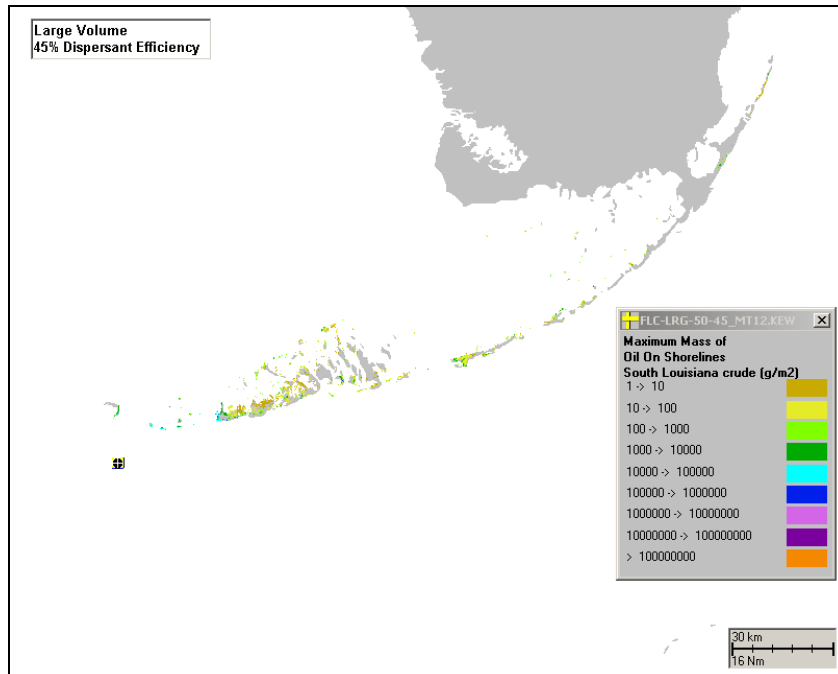 Large Volume
45% Dispersant Efficiency
FLC-LRG-50-45_MT12.KEW
Maximum Mass of
Oil On Shorelines
South Louisiana crude (g/m2)
1 -> 10
10 -> 100
100 -> 1000
1000 -> 10000
10000 -> 100000
100000 -> 1000000
1000000 -> 10000000
10000000 -> 100000000
> 100000000
30 km
16 Nm